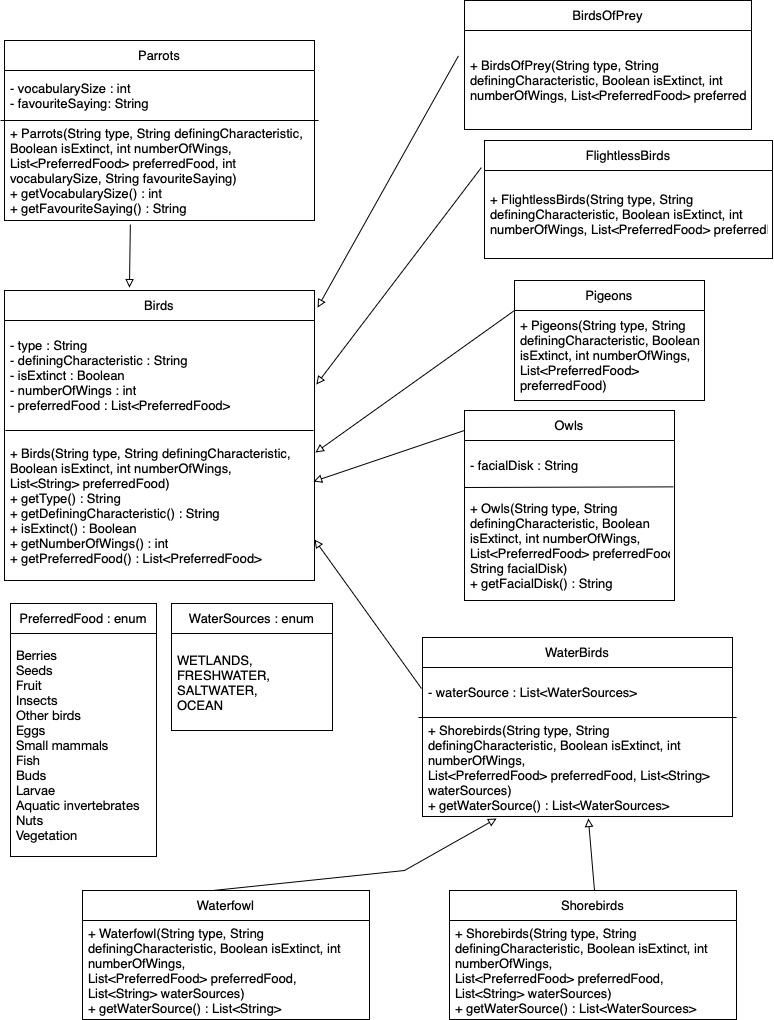 BirdsOfPrey
+ BirdsOfPrey(String type, String
definingCharacteristic, Boolean isExtinct, int
numberOfWings, List<PreferredFood> preferred
Parrots
- vocabularySize : int
- favouriteSaying: String
+ Parrots(String type, String definingCharacteristic,
Boolean isExtinct, int numberOfWings,
List<PreferredFood> preferredFood, int
vocabularySize, String favouriteSaying)
+ getVocabularySize() : int
+ getFavouriteSaying() : String
FlightlessBirds
+ FlightlessBirds(String type, String
definingCharacteristic, Boolean isExtinct, int
numberOfWings, List<PreferredFood> preferred
Birds
- type : String
- definingCharacteristic : String
- isExtinct : Boolean
- numberOfWings : int
- preferredFood : List<PreferredFood>
+ Birds(String type, String definingCharacteristic,
Boolean isExtinct, int numberOfWings,
List<String> preferredFood)
+ getType() : String
+ getDefiningCharacteristic() : String
+ isExtinct() : Boolean
+ getNumberOfWings() : int
+ getPreferredFood() : List<PreferredFood>
Pigeons
+ Pigeons(String type, String
definingCharacteristic, Boolean
isExtinct, int numberOfWings,
List<PreferredFood>
preferredFood)
Owls
- facialDisk : String
+ Owls(String type, String
definingCharacteristic, Boolean
isExtinct, int numberOfWings,
List<PreferredFood> preferredFood
String facialDisk)
+ getFacialDisk() : String
PreferredFood : enum
Berries
Seeds
Fruit
Insects
Other birds
Eggs
Small mammals
Fish
Buds
Larvae
Aquatic invertebrates
Nuts
Vegetation
WaterSources : enum
WETLANDS,
FRESHWATER,
SALTWATER,
OCEAN
WaterBirds
- waterSource : List<WaterSources>
+ Shorebirds(String type, String
definingCharacteristic, Boolean isExtinct, int
numberOfWings,
List<PreferredFood> preferredFood, List<String>
waterSources)
+ getWaterSource() : List<WaterSources>
Waterfowl
+ Waterfowl(String type, String
definingCharacteristic, Boolean isExtinct, int
numberOfWings,
List<PreferredFood> preferredFood,
List<String> waterSources)
+ getWaterSource() : List<String>
Shorebirds
+ Shorebirds(String type, String
definingCharacteristic, Boolean isExtinct, int
numberOfWings,
List<PreferredFood> preferredFood,
List<String> waterSources)
+ getWaterSource() : List<WaterSources>